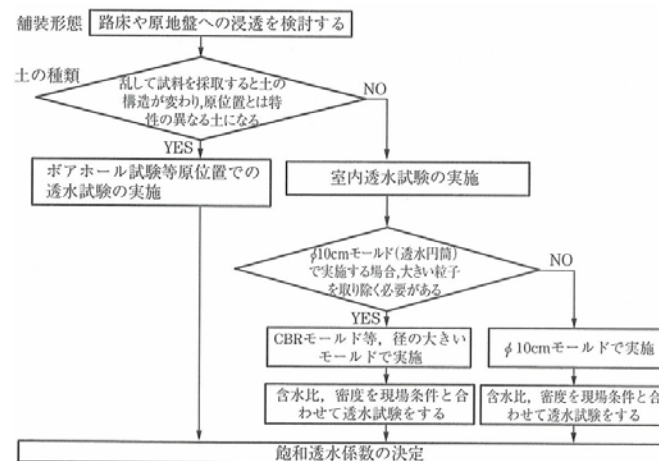 舗装形態
路床や原地盤への浸透を検討する
土の種類
乱して試料を採取すると土の
構造が変わり,原位置とは特
性の異なる土になる
NO
YES
ボアホール試験等原位置での
透水試験の実施
室内透水試験の実施
∮10cmモールド(透水円筒)
で実施する場合,大きい粒子
を取り除く必要がある
NO
YES
CBRモールド等，径の大きい
モールドで実施
∮10cmモールドで実施
含水比，密度を現場条件と合
わせて透水試験をする
含水比，密度を現場条件と合
わせて透水試験をする
飽和透水係数の決定